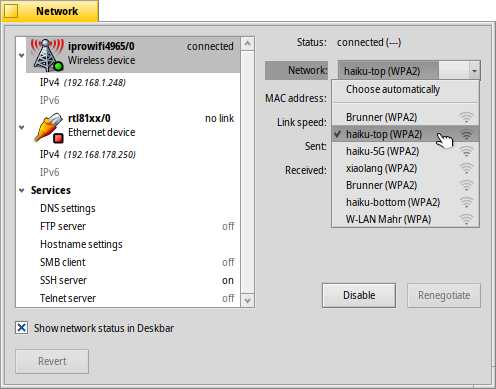 Network
iprowifi4965/0 connected
Wireless device
IPv4 (192.168.1.248)
IPv6
rtl81xx/0 no link
Ethernet device
IPv4 (192.168.178.250)
IPv6
Services
DNS settings
FTP server off
Hostname settings
SMB client off
SSH server on
Telnet server off
Status: connected (---)
Network: haiku-top (WPA2)
MAC address:
Link speed:
Sent:
Received:
Choose automatically
Brunner (WPA2)
haiku-top (WPA2)
haiku-5G (WPA2)
xiaolang (WPA2)
Brunner (WPA2)
haiku-bottom (WPA2)
W-LAN Mahr (WPA)
Disable Renegotiate
Show network status in Deskbar
Revert